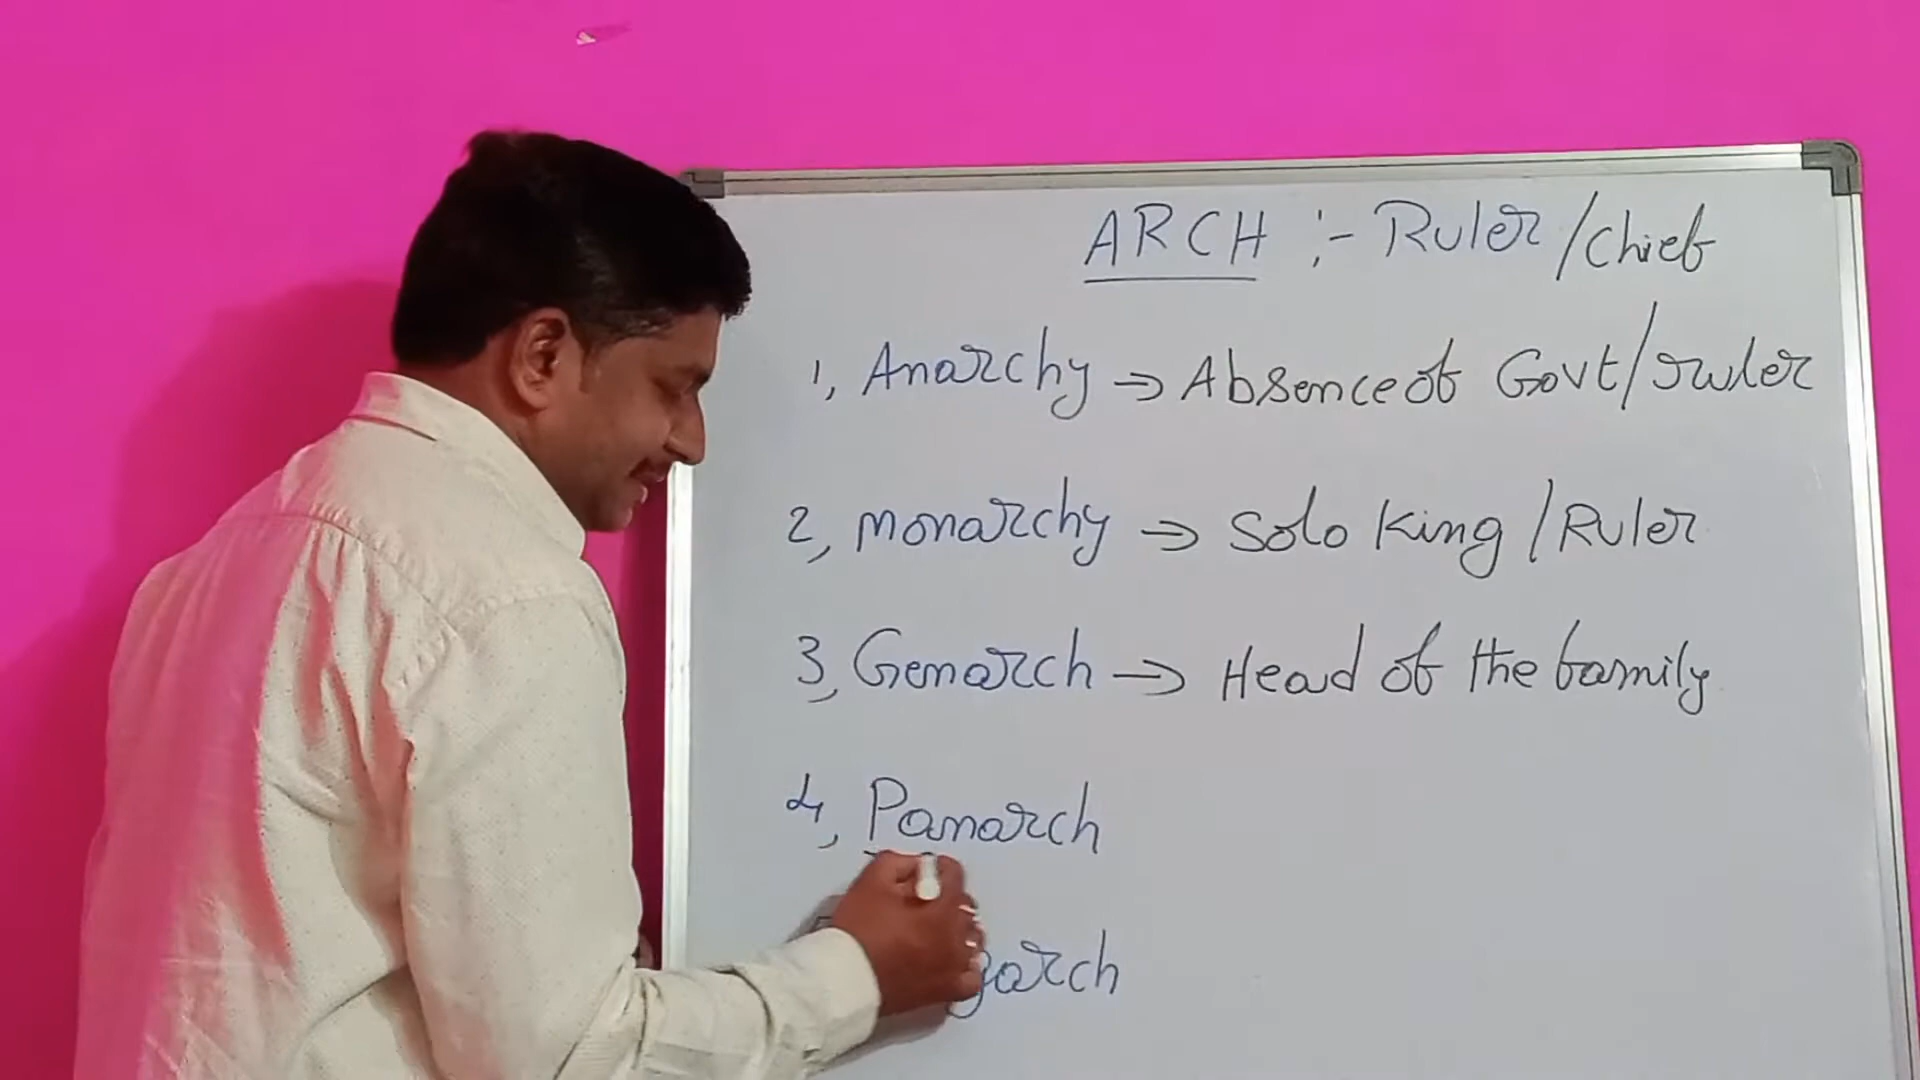 ARCH :- Ruler/chief
1, Anarchy → Absence of Govt/ruler
2, monarchy → Solo King/Ruler
3, Genarch → Head of the family
4, Panarch